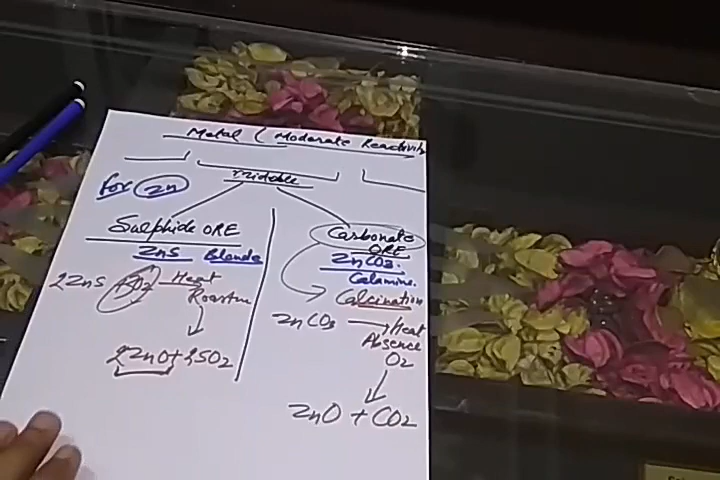 Metal (Moderate Reactivity
Middle
for Zn
Sulphide ORE
ZnS Blende
2ZnS + O2 Heat
Roasting
2ZnO + 2SO2
Carbonate
ORE
ZnCO3.
Calamine.
Calcination
ZnCO3 → Heat
Absence
O2
ZnO + CO2